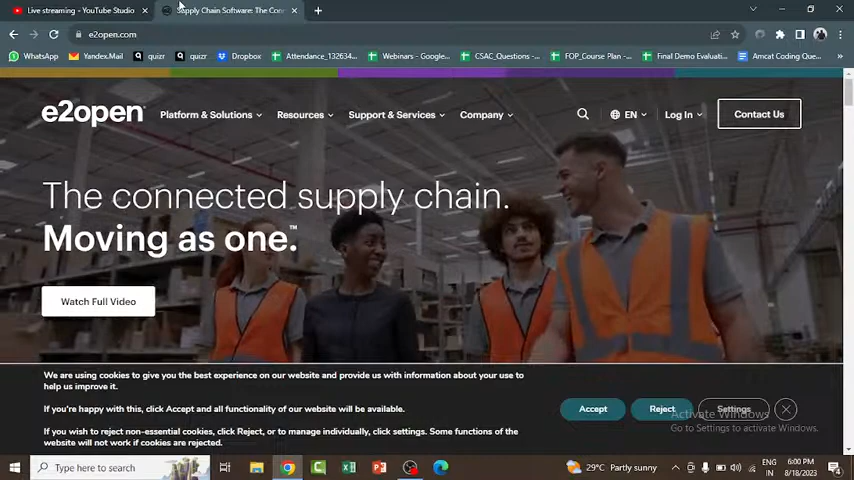 Live streaming - YouTube Studio
Supply Chain Software: The Conn
e2open.com
WhatsApp
Yandex.Mail
quizr
quizr
Dropbox
Attendance_132634...
Webinars - Google...
CSAC_Questions -...
FOP_Course Plan -...
Final Demo Evaluati...
Amcat Coding Que...
e2open
Platform & Solutions
Resources
Support & Services
Company
EN
Log In
Contact Us
The connected supply chain.
Moving as one.™
Watch Full Video
We are using cookies to give you the best experience on our website and provide us with information about your use to
help us improve it.
If you're happy with this, click Accept and all functionality of our website will be available.
If you wish to reject non-essential cookies, click Reject, or to manage individually, click settings. Some functions of the
website will not work if cookies are rejected.
Accept
Reject
Settings
Activate Windows
Go to Settings to activate Windows.
Type here to search
29°C Partly sunny
ENG
IN
6:00 PM
8/18/2023
4